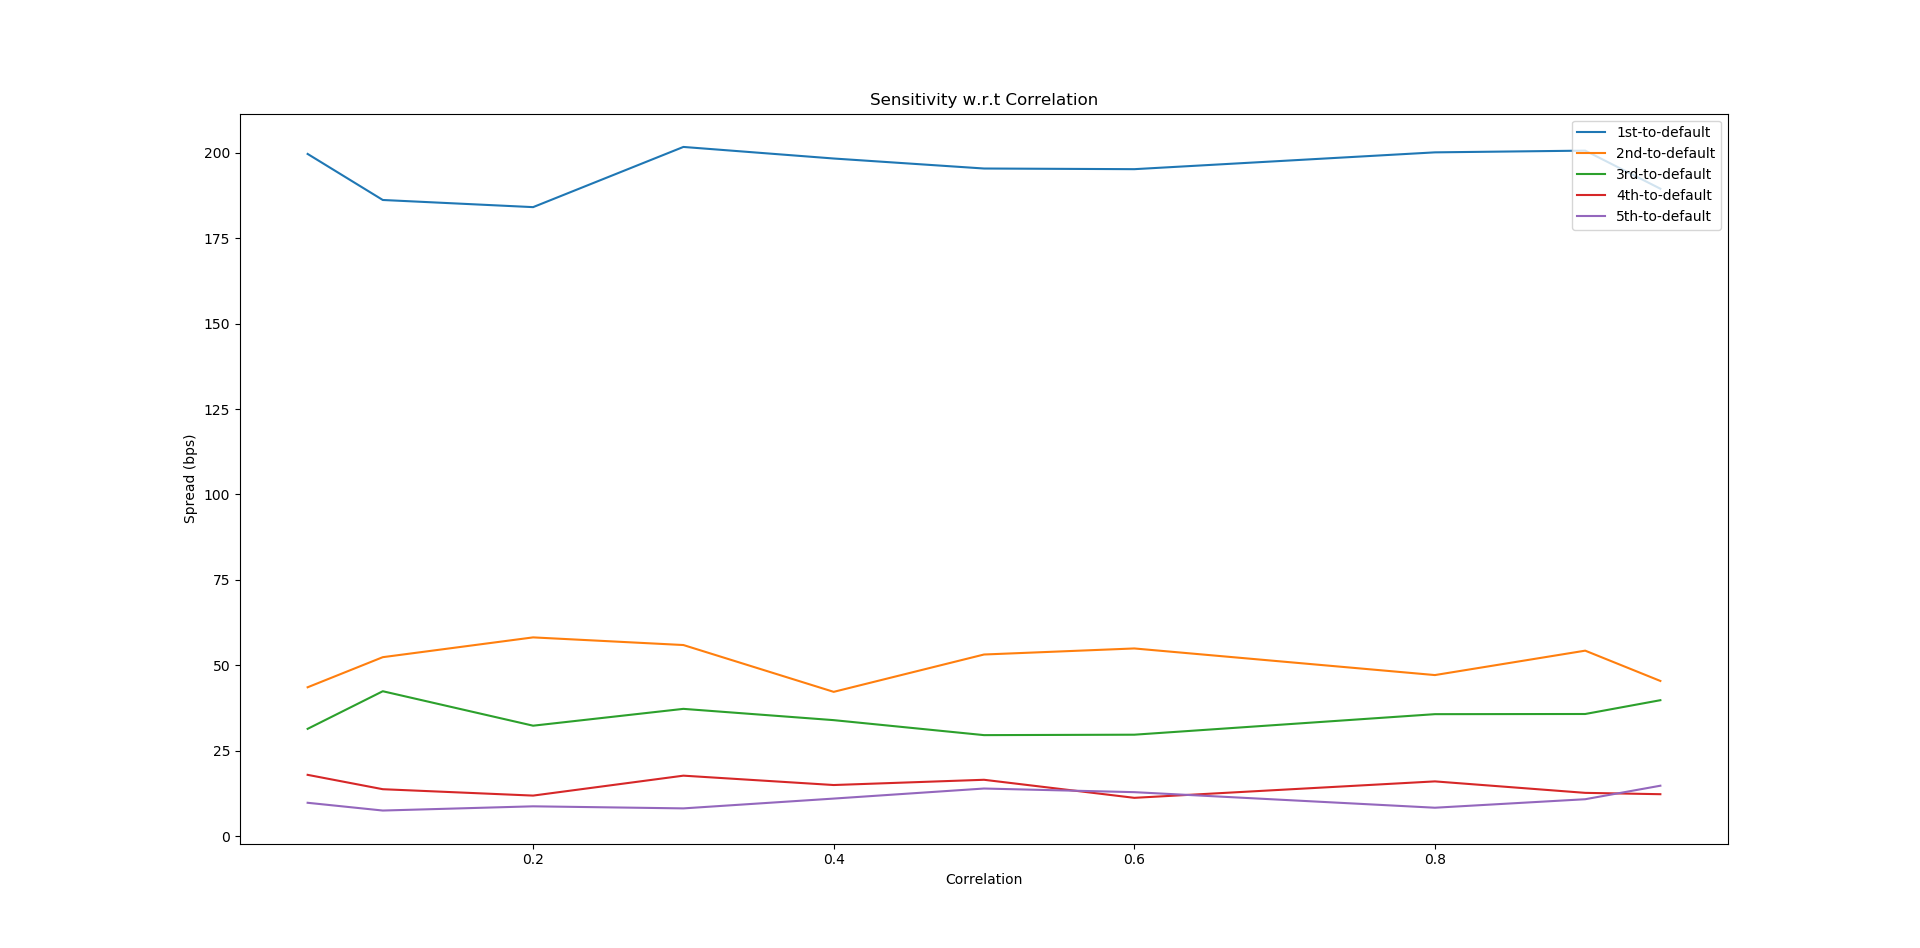 Sensitivity w.r.t Correlation
1st-to-default
2nd-to-default
3rd-to-default
4th-to-default
5th-to-default
Spread (bps)
200
175
150
125
100
75
50
25
0
0.2 0.4 0.6 0.8
Correlation